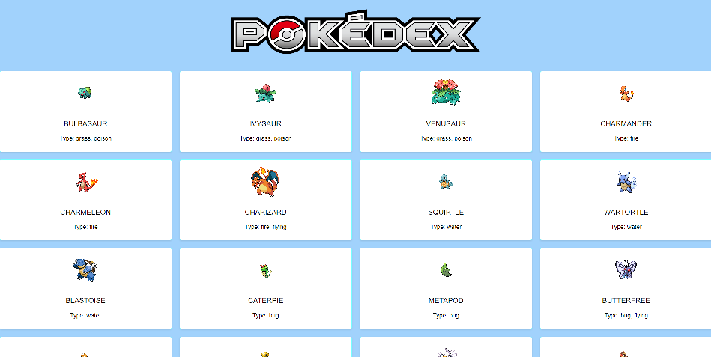 POKÉDEX
BULBASAUR
IVYSAUR
VENUSAUR
CHARMANDER
Type: grass, poison
Type: grass, poison
Type: grass, poison
Type: fire
CHARMELEON
CHARIZARD
SQUIRTLE
WARTORTLE
Type: fire
Type: fire, flying
Type: water
Type: water
BLASTOISE
CATERPIE
METAPOD
BUTTERFREE
Type: water
Type: bug
Type: bug
Type: bug, flying